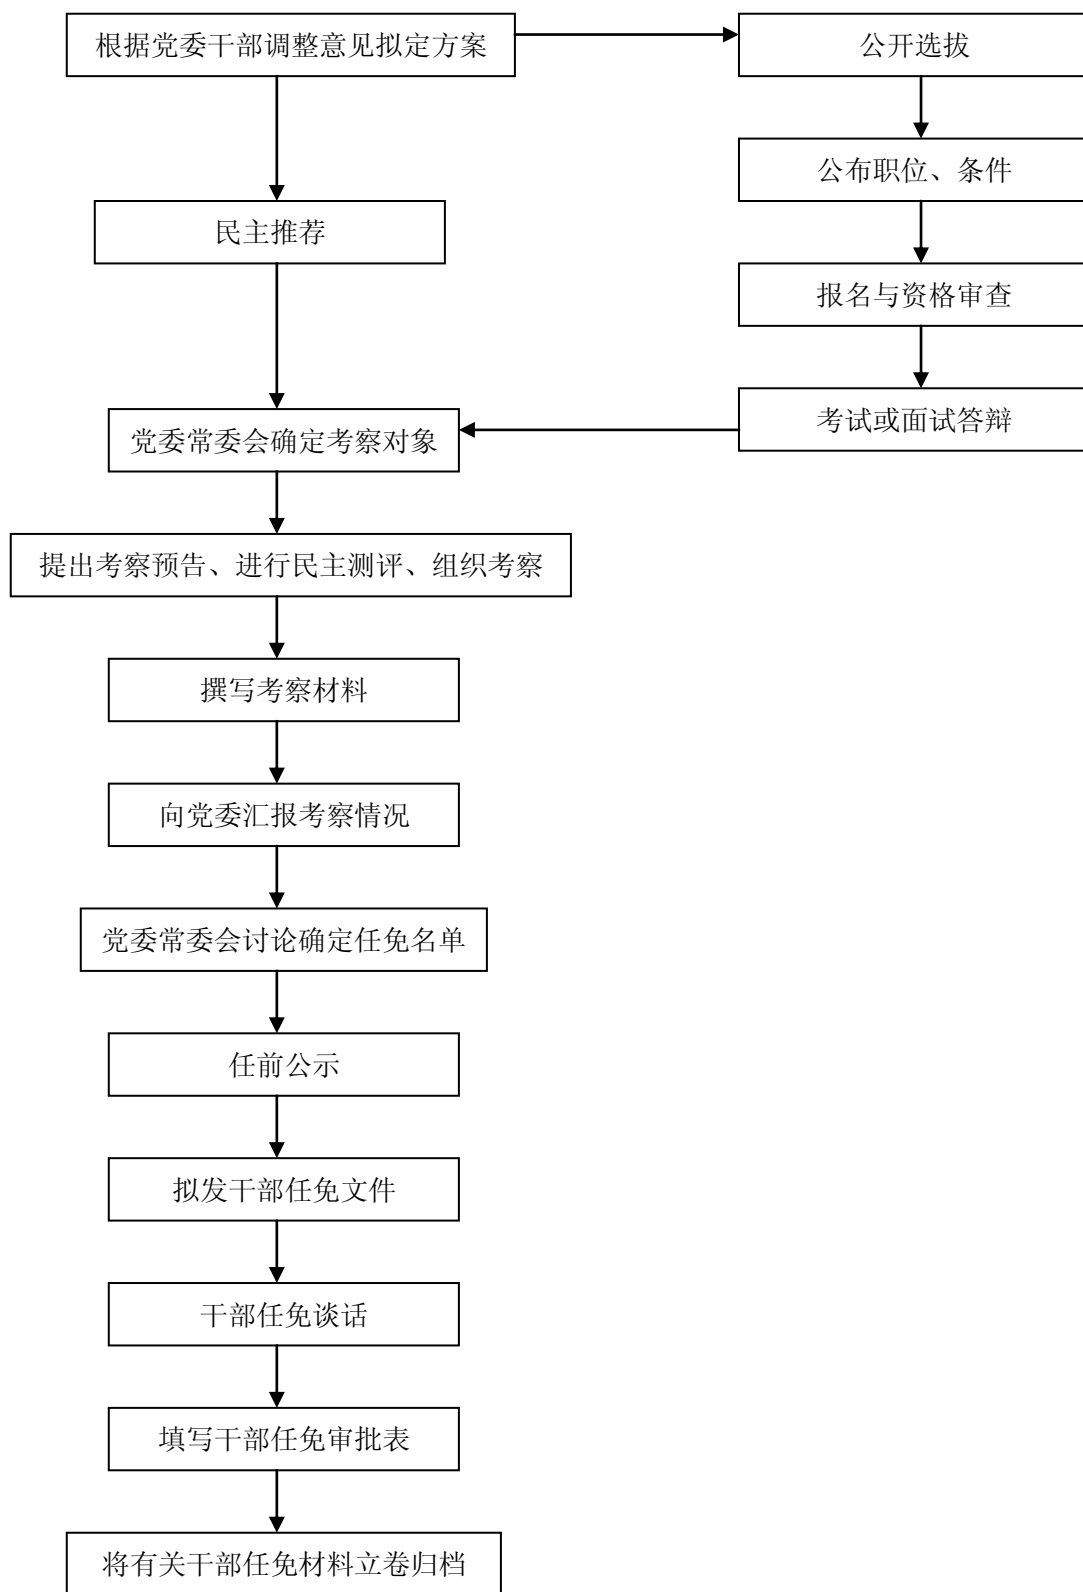 根据党委干部调整意见拟定方案
公开选拔
公布职位、条件
民主推荐
报名与资格审查
考试或面试答辩
党委常委会确定考察对象
提出考察预告、进行民主测评、组织考察
撰写考察材料
向党委汇报考察情况
党委常委会讨论确定任免名单
任前公示
拟发干部任免文件
干部任免谈话
填写干部任免审批表
将有关干部任免材料立卷归档